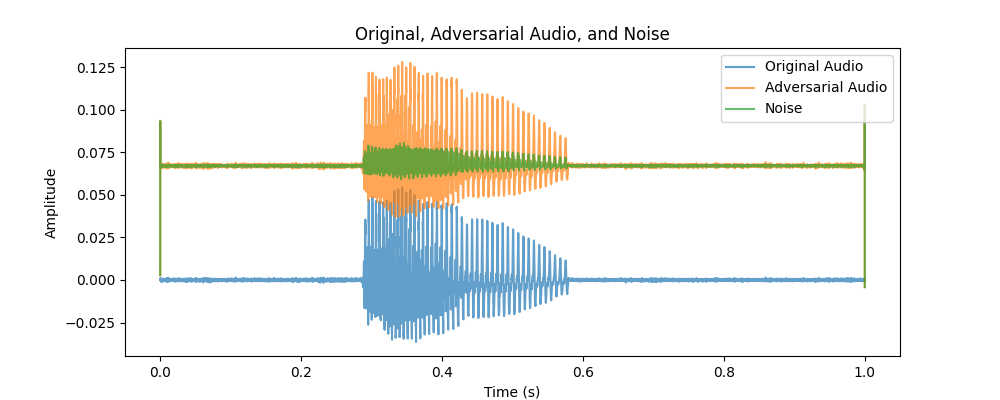 Original, Adversarial Audio, and Noise
Original Audio
Adversarial Audio
Noise
Amplitude
0.125
0.100
0.075
0.050
0.025
0.000
−0.025
0.0
0.2
0.4
0.6
0.8
1.0
Time (s)